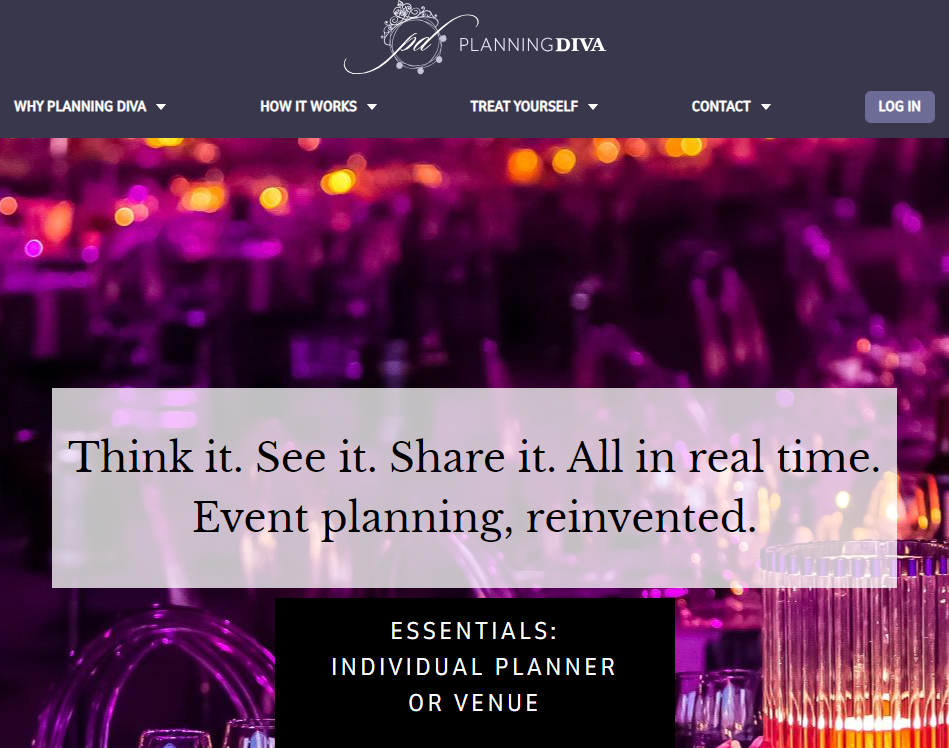 pd PLANNINGDIVA
WHY PLANNING DIVA
HOW IT WORKS
TREAT YOURSELF
CONTACT
LOG IN
Think it. See it. Share it. All in real time.
Event planning, reinvented.
ESSENTIALS:
INDIVIDUAL PLANNER
OR VENUE